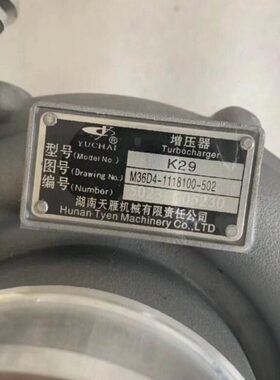 YUCHAI
增压器
Turbocharger
型号 (Model No.) K29
图号 (Drawing No.) M36D4-1118100-502
编号 (Number)
湖南天雁机械有限责任公司
Hunan Tyen Machinery Co., LTD